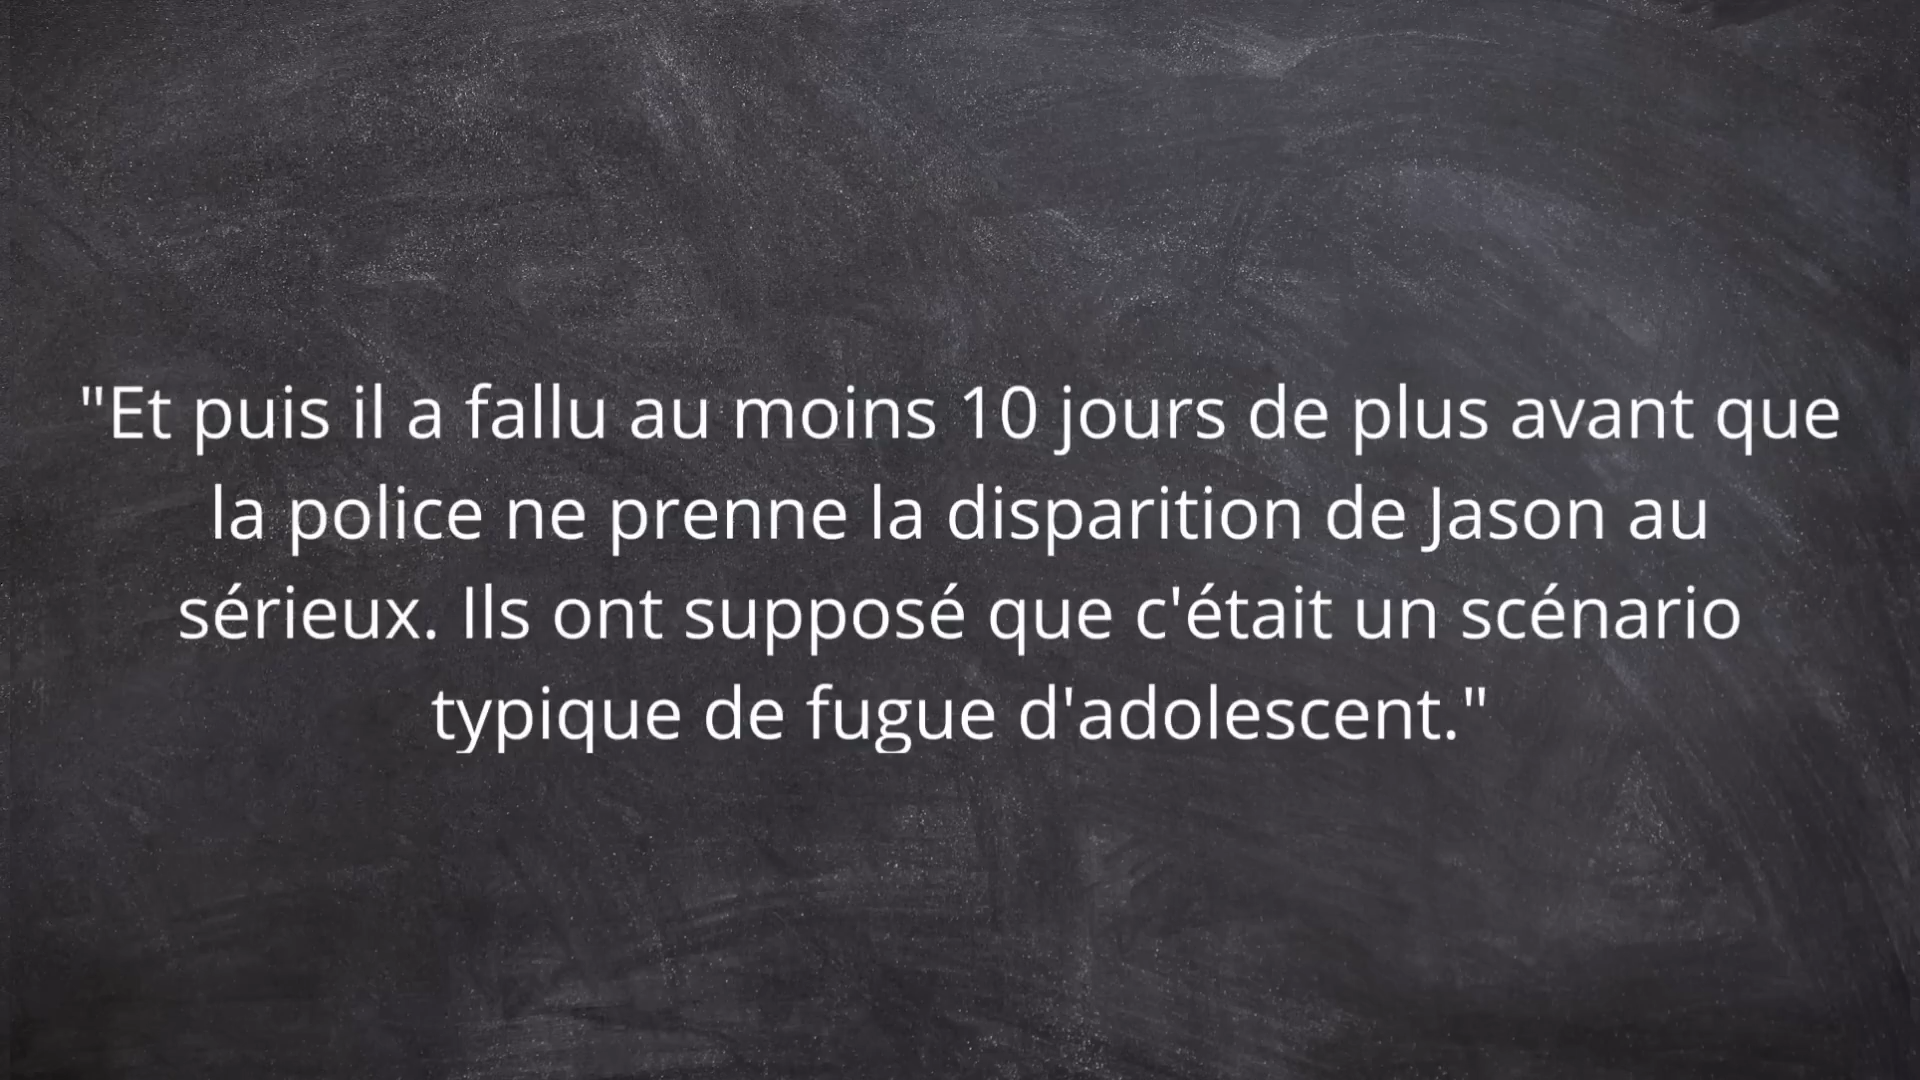 "Et puis il a fallu au moins 10 jours de plus avant que
la police ne prenne la disparition de Jason au
sérieux. Ils ont supposé que c'était un scénario
typique de fugue d'adolescent."